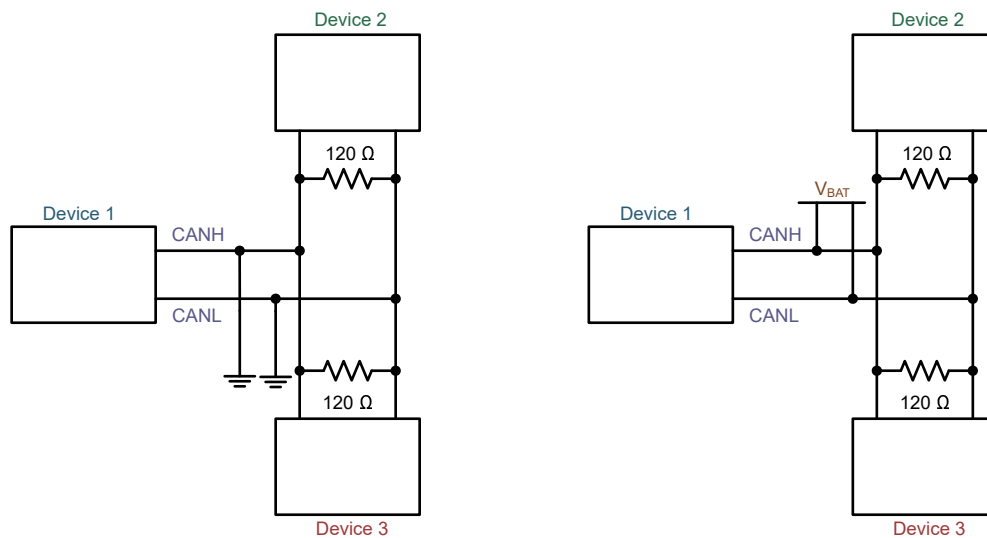 Device 2
120 Ω
Device 1
CANH
CANL
120 Ω
Device 3
Device 2
120 Ω
VBAT
Device 1
CANH
CANL
120 Ω
Device 3